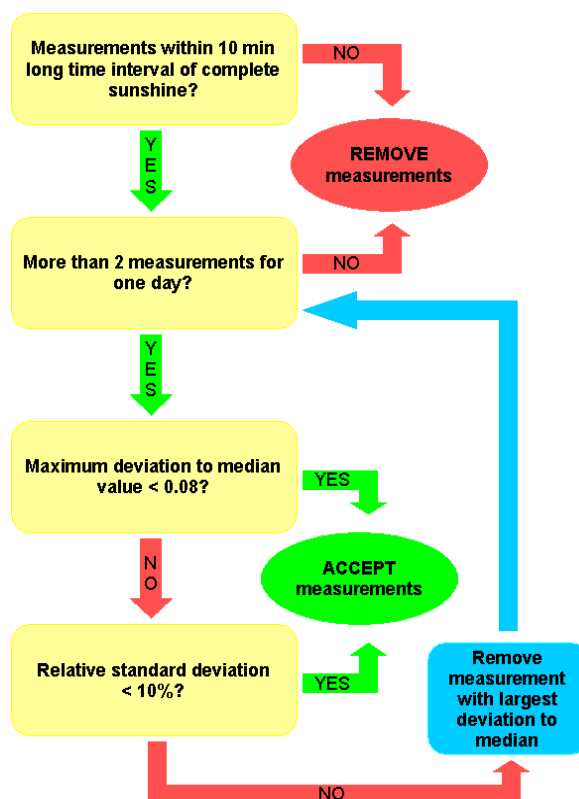 Measurements within 10 min
long time interval of complete
sunshine?
NO
REMOVE
measurements
YES
More than 2 measurements for
one day?
NO
YES
Maximum deviation to median
value < 0.08?
YES
ACCEPT
measurements
NO
Relative standard deviation
< 10%?
YES
Remove
measurement
with largest
deviation to
median
NO